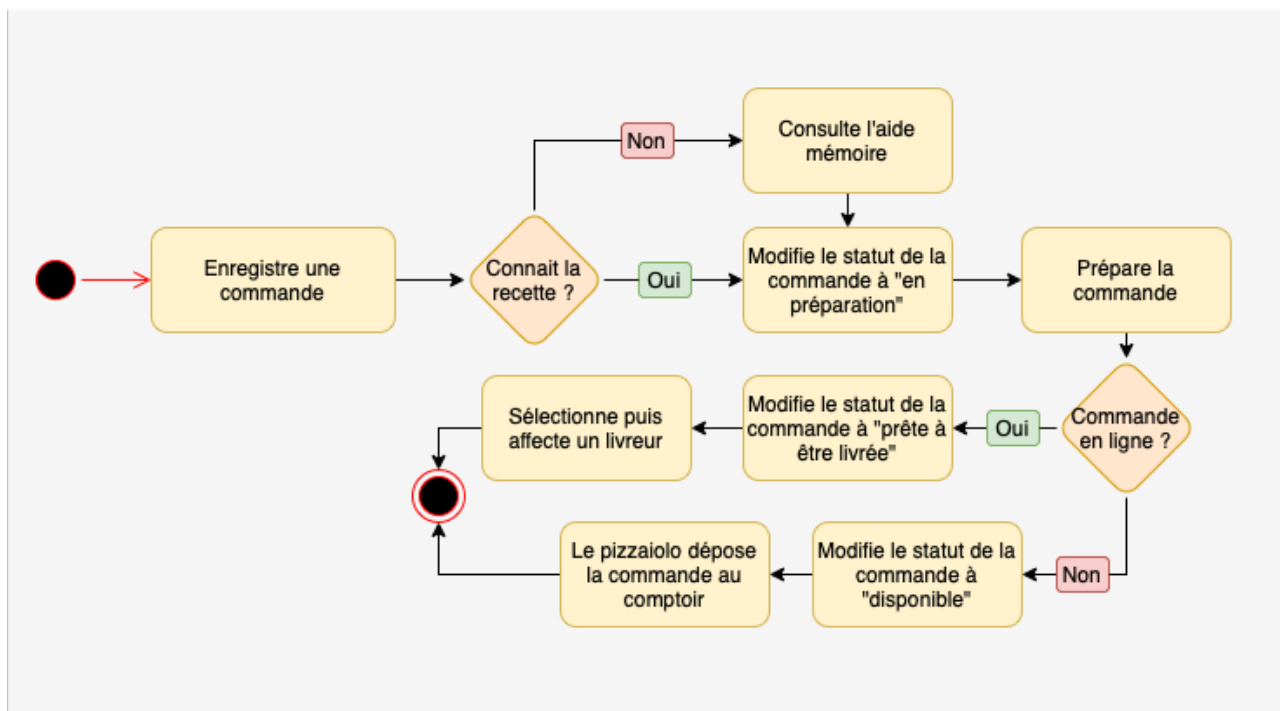 Consulte l'aide
mémoire
Non
Enregistre une
commande
Connait la
recette ?
Oui
Modifie le statut de la
commande à "en
préparation"
Prépare la
commande
Commande
en ligne ?
Oui
Modifie le statut de la
commande à "prête à
être livrée"
Sélectionne puis
affecte un livreur
Non
Modifie le statut de la
commande à
"disponible"
Le pizzaiolo dépose
la commande au
comptoir